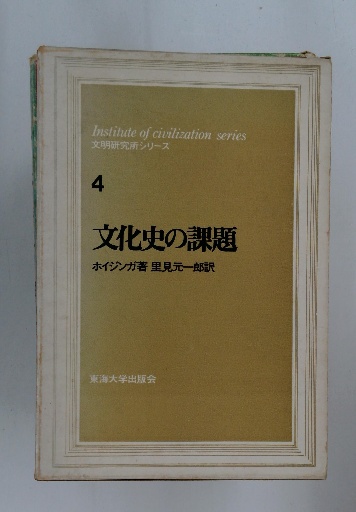 Institute of civilization series
文明研究所シリーズ
4
文化史の課題
ホイジンガ著 里見元一郎訳
東海大学出版会